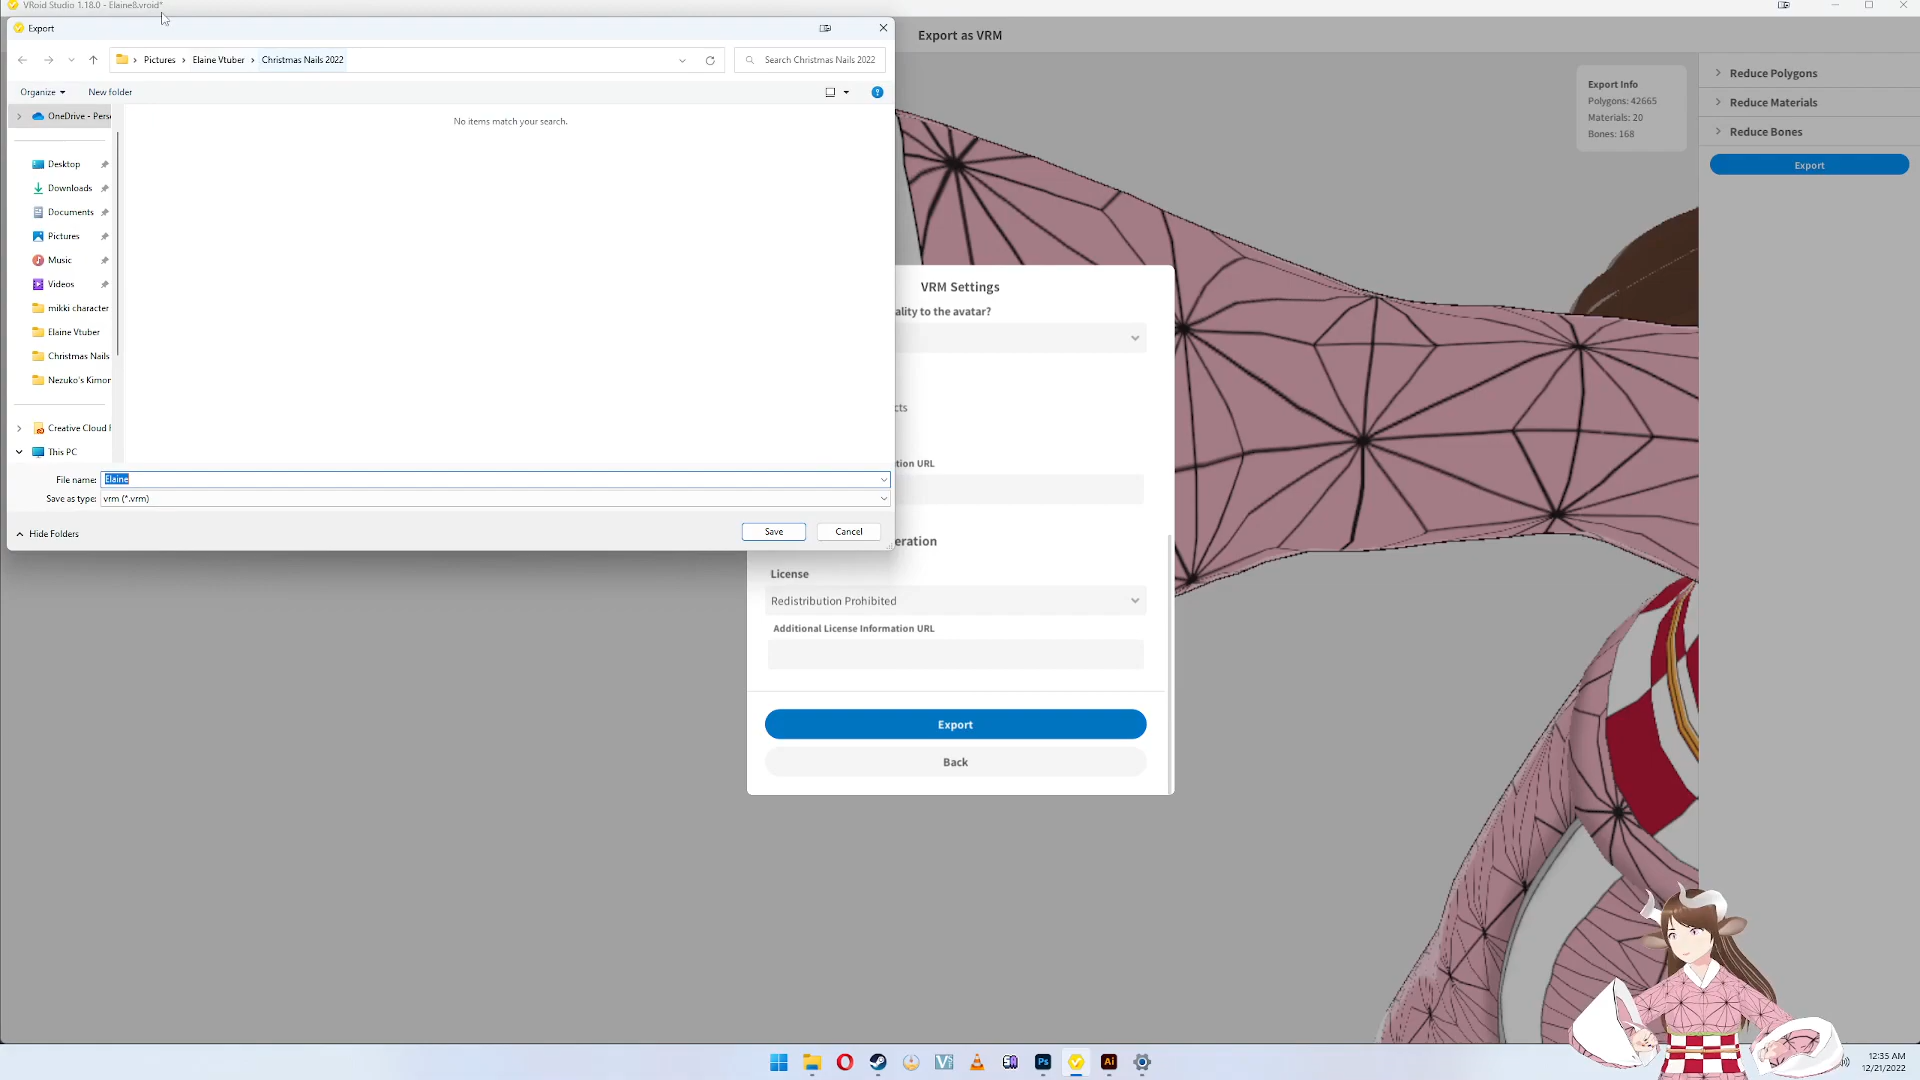 VRoid Studio 1.18.0 - Elaine8.vroid*
Export
Pictures > Elaine Vtuber > Christmas Nails 2022
Search Christmas Nails 2022
Organize
New folder
OneDrive - Pers
No items match your search.
Desktop
Downloads
Documents
Pictures
Music
Videos
mikki character
Elaine Vtuber
Christmas Nails
Nezuko's Kimon
Creative Cloud
This PC
File name: Elaine
Save as type: vrm (*.vrm)
Hide Folders
Save
Cancel
Export as VRM
Export Info
Polygons: 42665
Materials: 20
Bones: 168
Reduce Polygons
Reduce Materials
Reduce Bones
Export
VRM Settings
ality to the avatar?
cts
tion URL
eration
License
Redistribution Prohibited
Additional License Information URL
Export
Back
Ps
Ai
12:35 AM
12/21/2022